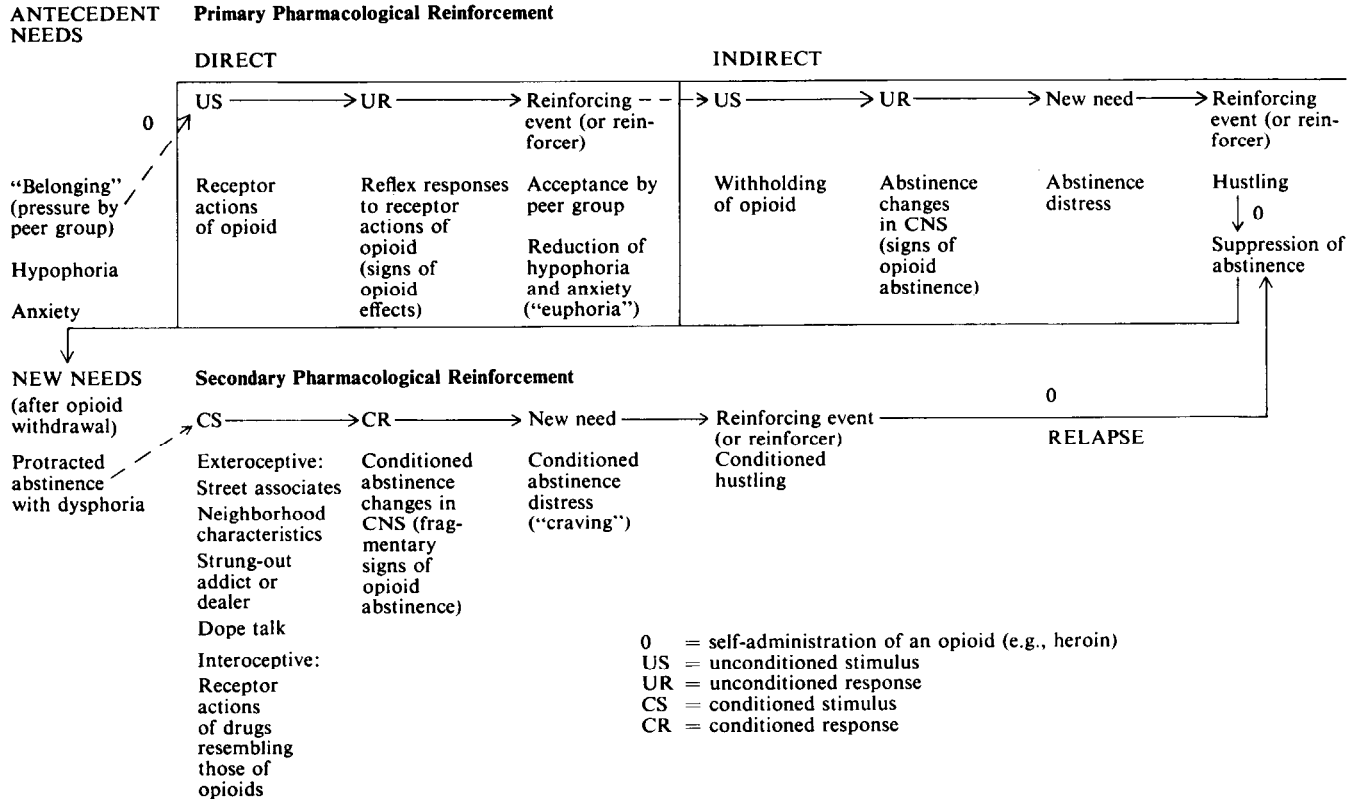 ANTECEDENT
NEEDS
Primary Pharmacological Reinforcement
DIRECT
INDIRECT
0
US
UR
Reinforcing
event (or rein-
forcer)
US
UR
New need
Reinforcing
event (or rein-
forcer)
“Belonging”
(pressure by
peer group)
Hypophoria
Anxiety
Receptor
actions
of opioid
Reflex responses
to receptor
actions of
opioid
(signs of
opioid
effects)
Acceptance by
peer group
Reduction of
hypophoria
and anxiety
(“euphoria”)
Withholding
of opioid
Abstinence
changes
in CNS
(signs of
opioid
abstinence)
Abstinence
distress
Hustling
0
Suppression of
abstinence
NEW NEEDS
(after opioid
withdrawal)
Protracted
abstinence
with dysphoria
Secondary Pharmacological Reinforcement
CS
CR
New need
Reinforcing event
(or reinforcer)
Conditioned
hustling
0
RELAPSE
Exteroceptive:
Street associates
Neighborhood
characteristics
Strung-out
addict or
dealer
Dope talk
Interoceptive:
Receptor
actions
of drugs
resembling
those of
opioids
Conditioned
abstinence
changes in
CNS (frag-
mentary
signs of
opioid
abstinence)
Conditioned
abstinence
distress
(“craving”)
0 = self-administration of an opioid (e.g., heroin)
US = unconditioned stimulus
UR = unconditioned response
CS = conditioned stimulus
CR = conditioned response